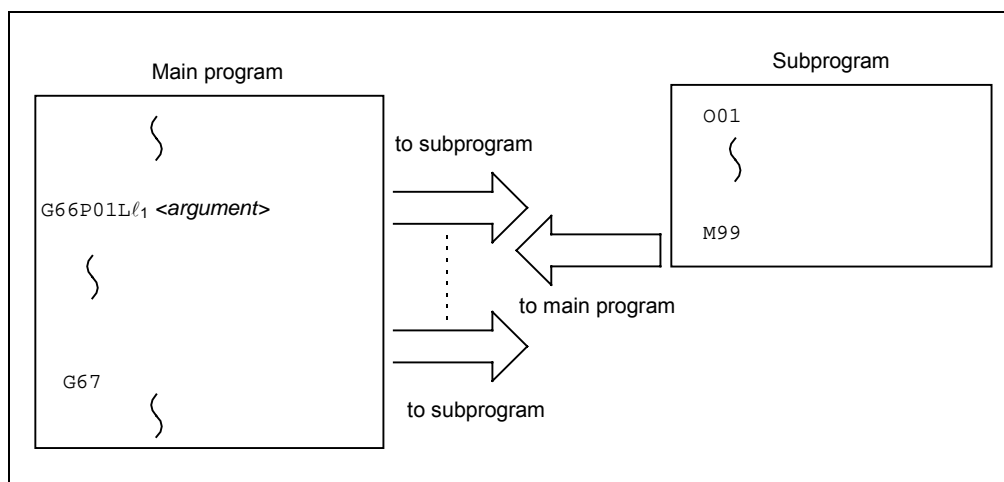 Main program
Subprogram
O01
to subprogram
G66P01Lℓ₁ <argument>
M99
to main program
G67
to subprogram